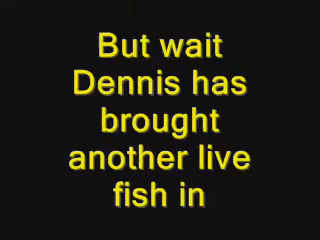 But wait
Dennis has
brought
another live
fish in